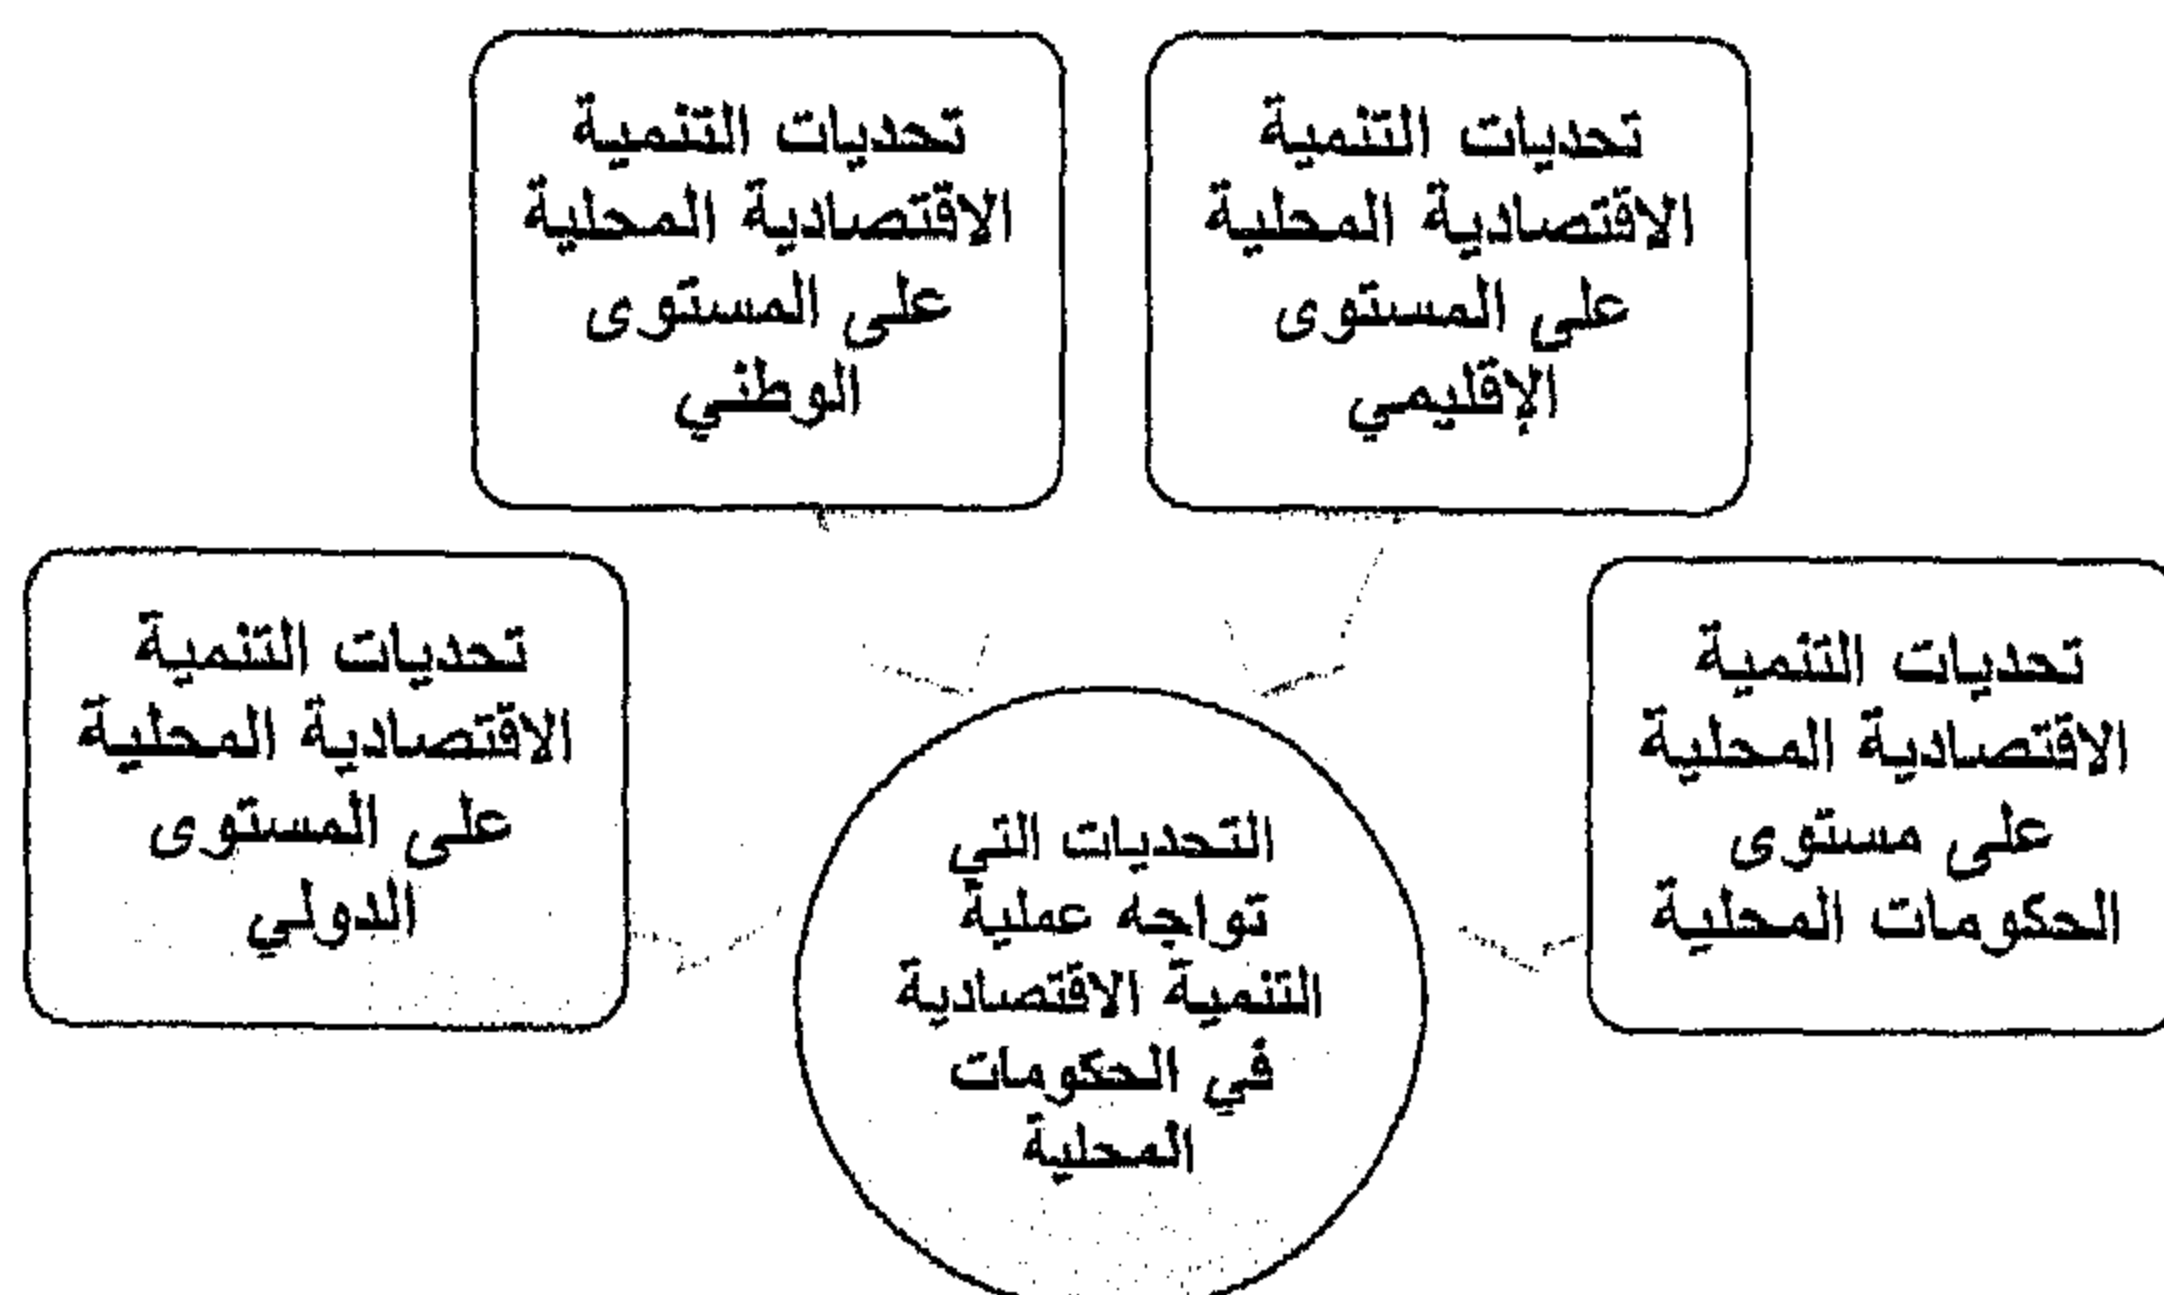 تحديات التنمية
الاقتصادية المحلية
على المستوى
الإقليمي
تحديات التنمية
الاقتصادية المحلية
على المستوى
الوطني
تحديات التنمية
الاقتصادية المحلية
على مستوى
الحكومات المحلية
تحديات التنمية
الاقتصادية المحلية
على المستوى
الدولي
التحديات التي
تواجه عملية
التنمية الاقتصادية
في الحكومات
المحلية